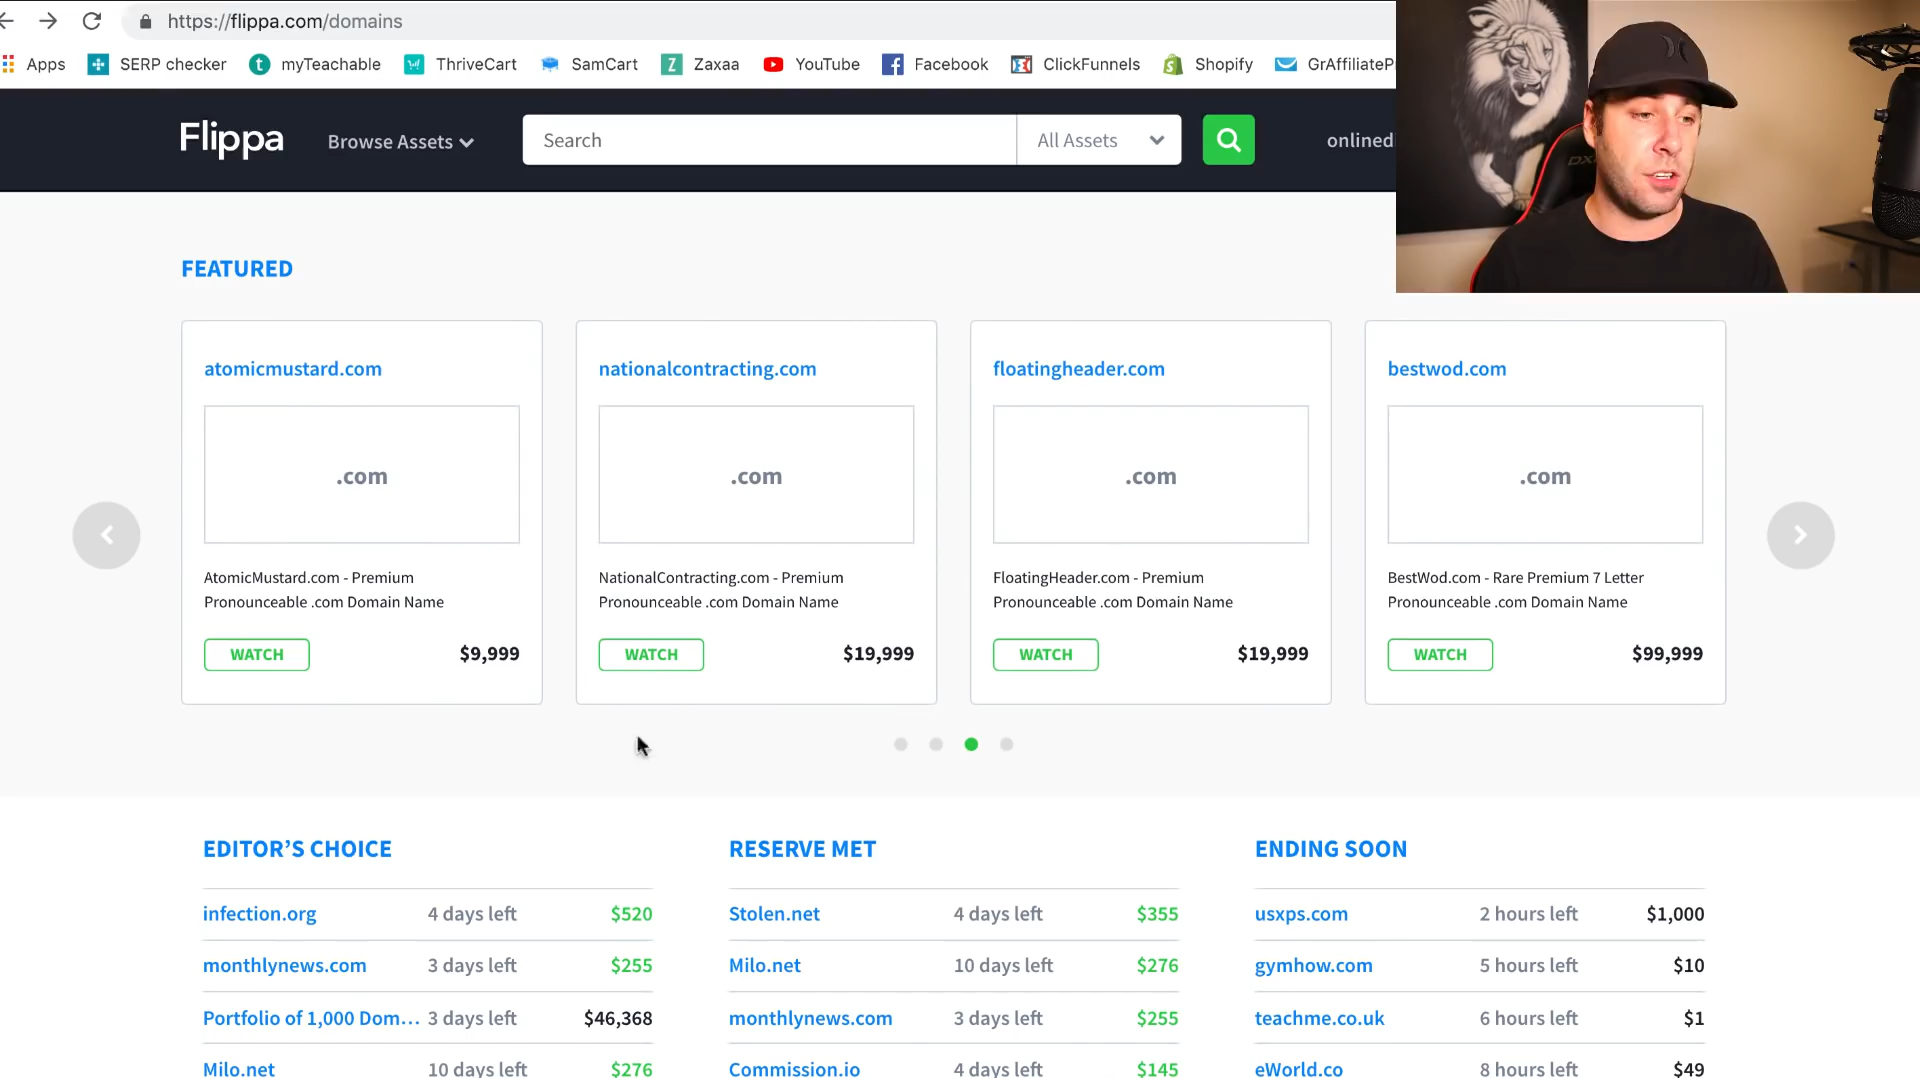 https://flippa.com/domains
Apps SERP checker myTeachable ThriveCart SamCart Z Zaxaa YouTube Facebook ClickFunnels Shopify GrAffiliateP
Flippa Browse Assets Search All Assets onlined
FEATURED
atomicmustard.com nationalcontracting.com floatingheader.com bestwod.com
.com .com .com .com
AtomicMustard.com - Premium NationalContracting.com - Premium FloatingHeader.com - Premium BestWod.com - Rare Premium 7 Letter
Pronounceable .com Domain Name Pronounceable .com Domain Name Pronounceable .com Domain Name Pronounceable .com Domain Name
WATCH $9,999 WATCH $19,999 WATCH $19,999 WATCH $99,999
EDITOR’S CHOICE RESERVE MET ENDING SOON
infection.org 4 days left $520 Stolen.net 4 days left $355 usxps.com 2 hours left $1,000
monthlynews.com 3 days left $255 Milo.net 10 days left $276 gymhow.com 5 hours left $10
Portfolio of 1,000 Dom... 3 days left $46,368 monthlynews.com 3 days left $255 teachme.co.uk 6 hours left $1
Milo.net 10 days left $276 Commission.io 4 days left $145 eWorld.co 8 hours left $49